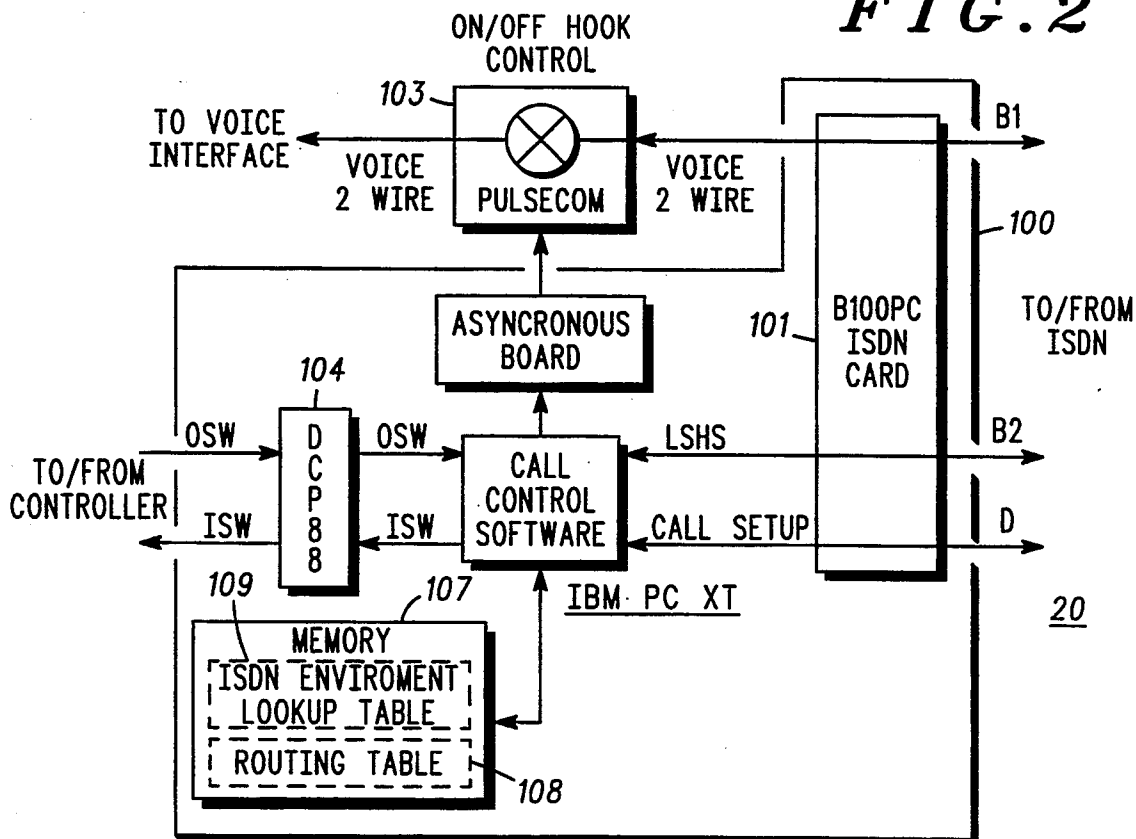 FIG.2
ON/OFF HOOK
CONTROL
103
TO VOICE
INTERFACE
VOICE
2 WIRE
PULSECOM
VOICE
2 WIRE
B1
100
ASYNCRONOUS
BOARD
101
B100PC
ISDN
CARD
TO/FROM
ISDN
104
OSW
DCP88
OSW
CALL
CONTROL
SOFTWARE
LSHS
B2
TO/FROM
CONTROLLER
ISW
ISW
CALL SETUP
D
109
107
IBM PC XT
20
MEMORY
ISDN ENVIROMENT
LOOKUP TABLE
ROUTING TABLE
108